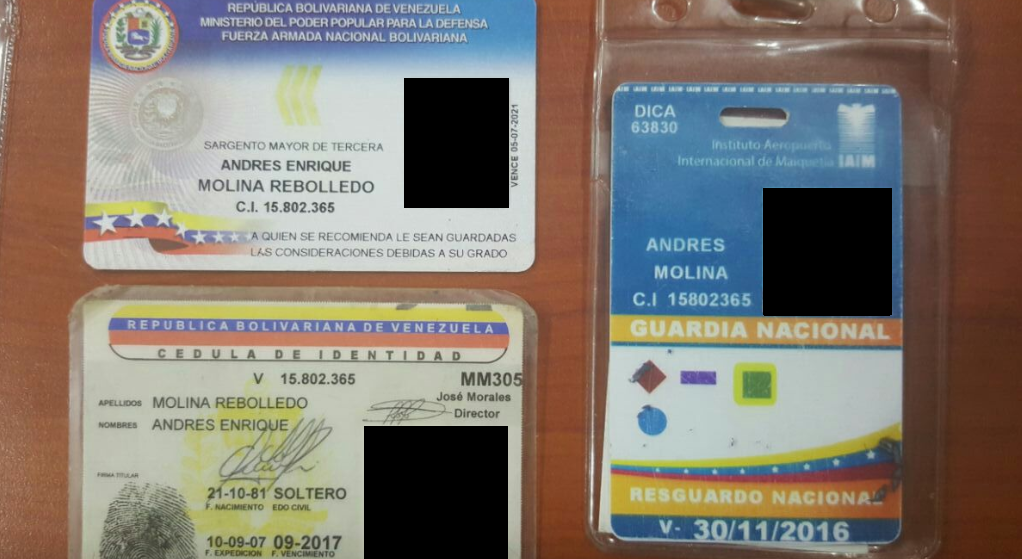 REPÚBLICA BOLIVARIANA DE VENEZUELA
MINISTERIO DEL PODER POPULAR PARA LA DEFENSA
FUERZA ARMADA NACIONAL BOLIVARIANA
SARGENTO MAYOR DE TERCERA
ANDRES ENRIQUE
MOLINA REBOLLEDO
C.I. 15.802.365
VENCE 05-07-2021
A QUIEN SE RECOMIENDA LE SEAN GUARDADAS
LAS CONSIDERACIONES DEBIDAS A SU GRADO
REPUBLICA BOLIVARIANA DE VENEZUELA
CEDULA DE IDENTIDAD
V 15.802.365
MM305
José Morales
Director
APELLIDOS MOLINA REBOLLEDO
NOMBRES ANDRES ENRIQUE
FIRMA TITULAR
21-10-81 SOLTERO
F. NACIMIENTO EDO CIVIL
10-09-07 09-2017
F. EXPEDICION F. VENCIMIENTO
DICA
63830
Instituto Aeropuerto
Internacional de Maiquetia IAIM
ANDRES
MOLINA
C.I 15802365
GUARDIA NACIONAL
RESGUARDO NACIONAL
V- 30/11/2016